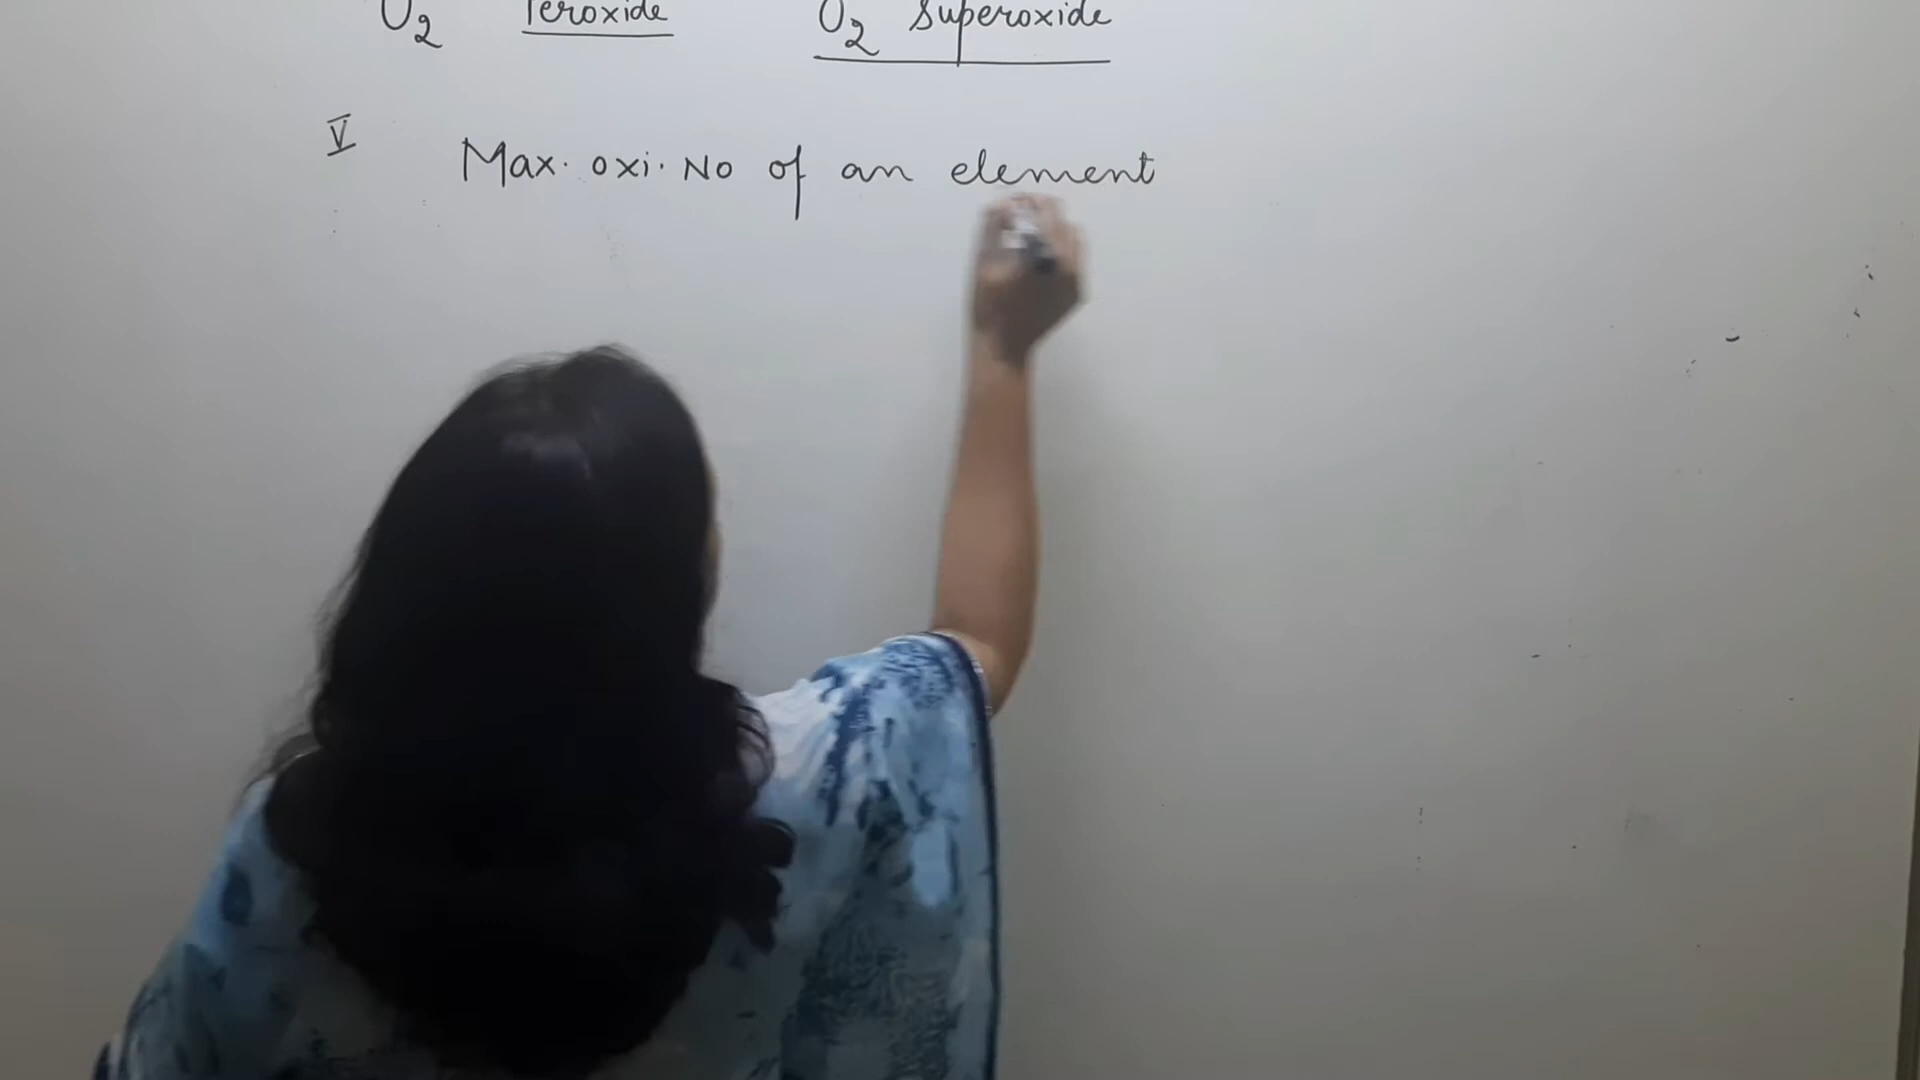 O2 Peroxide O2 Superoxide
V Max. oxi. No of an element